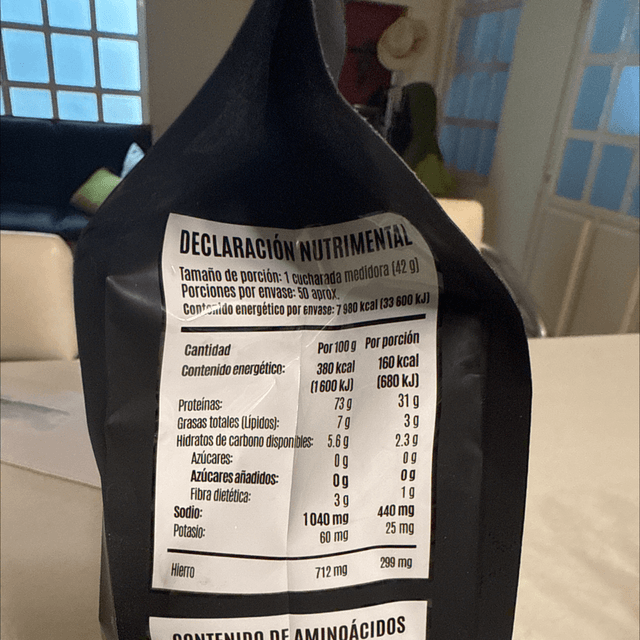 DECLARACIÓN NUTRIMENTAL
Tamaño de porción: 1 cucharada medidora (42 g)
Porciones por envase: 50 aprox.
Contenido energético por envase: 7 980 kcal (33 600 kJ)
Cantidad Por 100 g Por porción
Contenido energético: 380 kcal 160 kcal
(1 600 kJ) (680 kJ)
Proteínas: 73 g 31 g
Grasas totales (Lípidos): 7 g 3 g
Hidratos de carbono disponibles: 5.6 g 2.3 g
Azúcares: 0 g 0 g
Azúcares añadidos: 0 g 0 g
Fibra dietética: 3 g 1 g
Sodio: 1 040 mg 440 mg
Potasio: 60 mg 25 mg
Hierro 712 mg 299 mg
CONTENIDO DE AMINOÁCIDOS